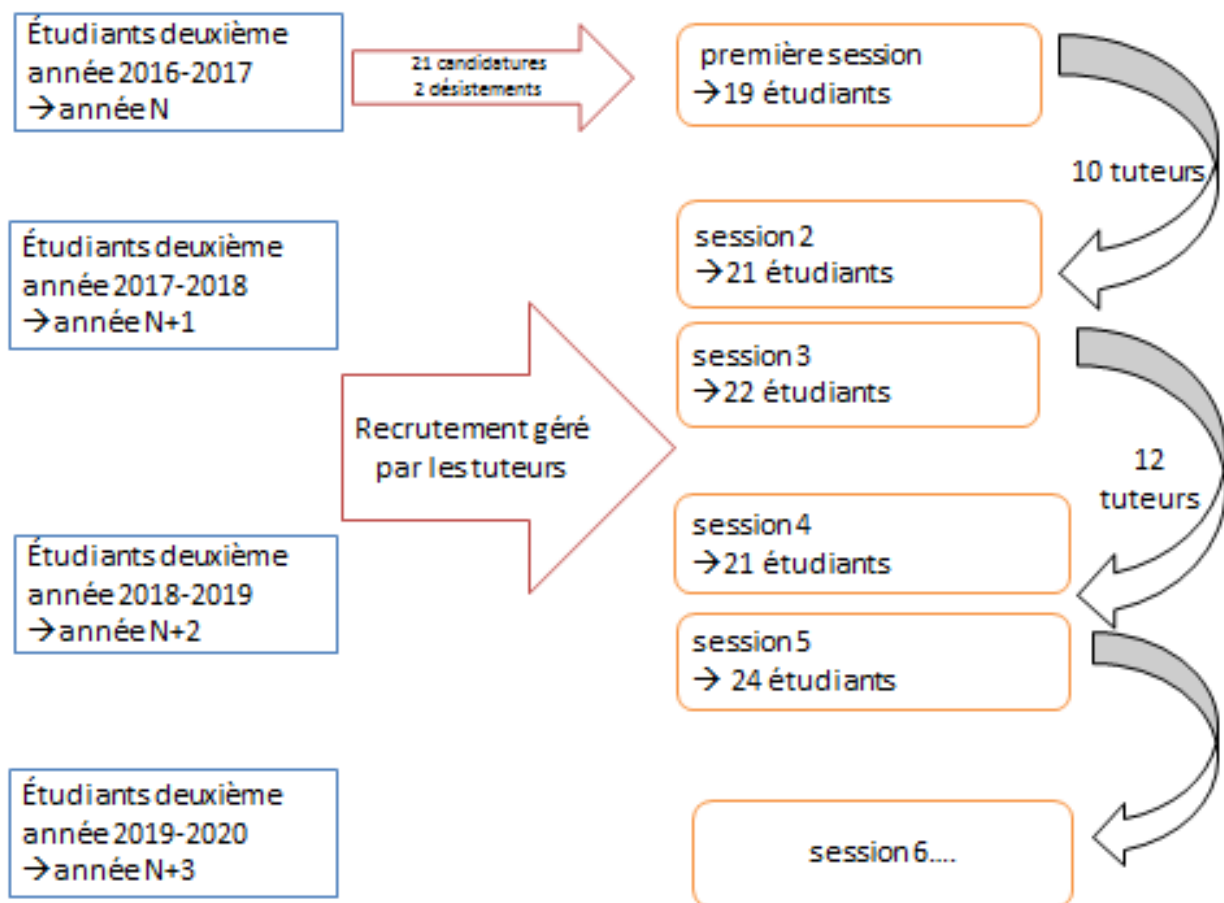 Étudiants deuxième
année 2016-2017
→année N
21 candidatures
2 désistements
première session
→19 étudiants
10 tuteurs
Étudiants deuxième
année 2017-2018
→année N+1
session 2
→21 étudiants
session 3
→22 étudiants
Recrutement géré
par les tuteurs
12
tuteurs
session 4
→21 étudiants
Étudiants deuxième
année 2018-2019
→année N+2
session 5
→ 24 étudiants
Étudiants deuxième
année 2019-2020
→année N+3
session 6....